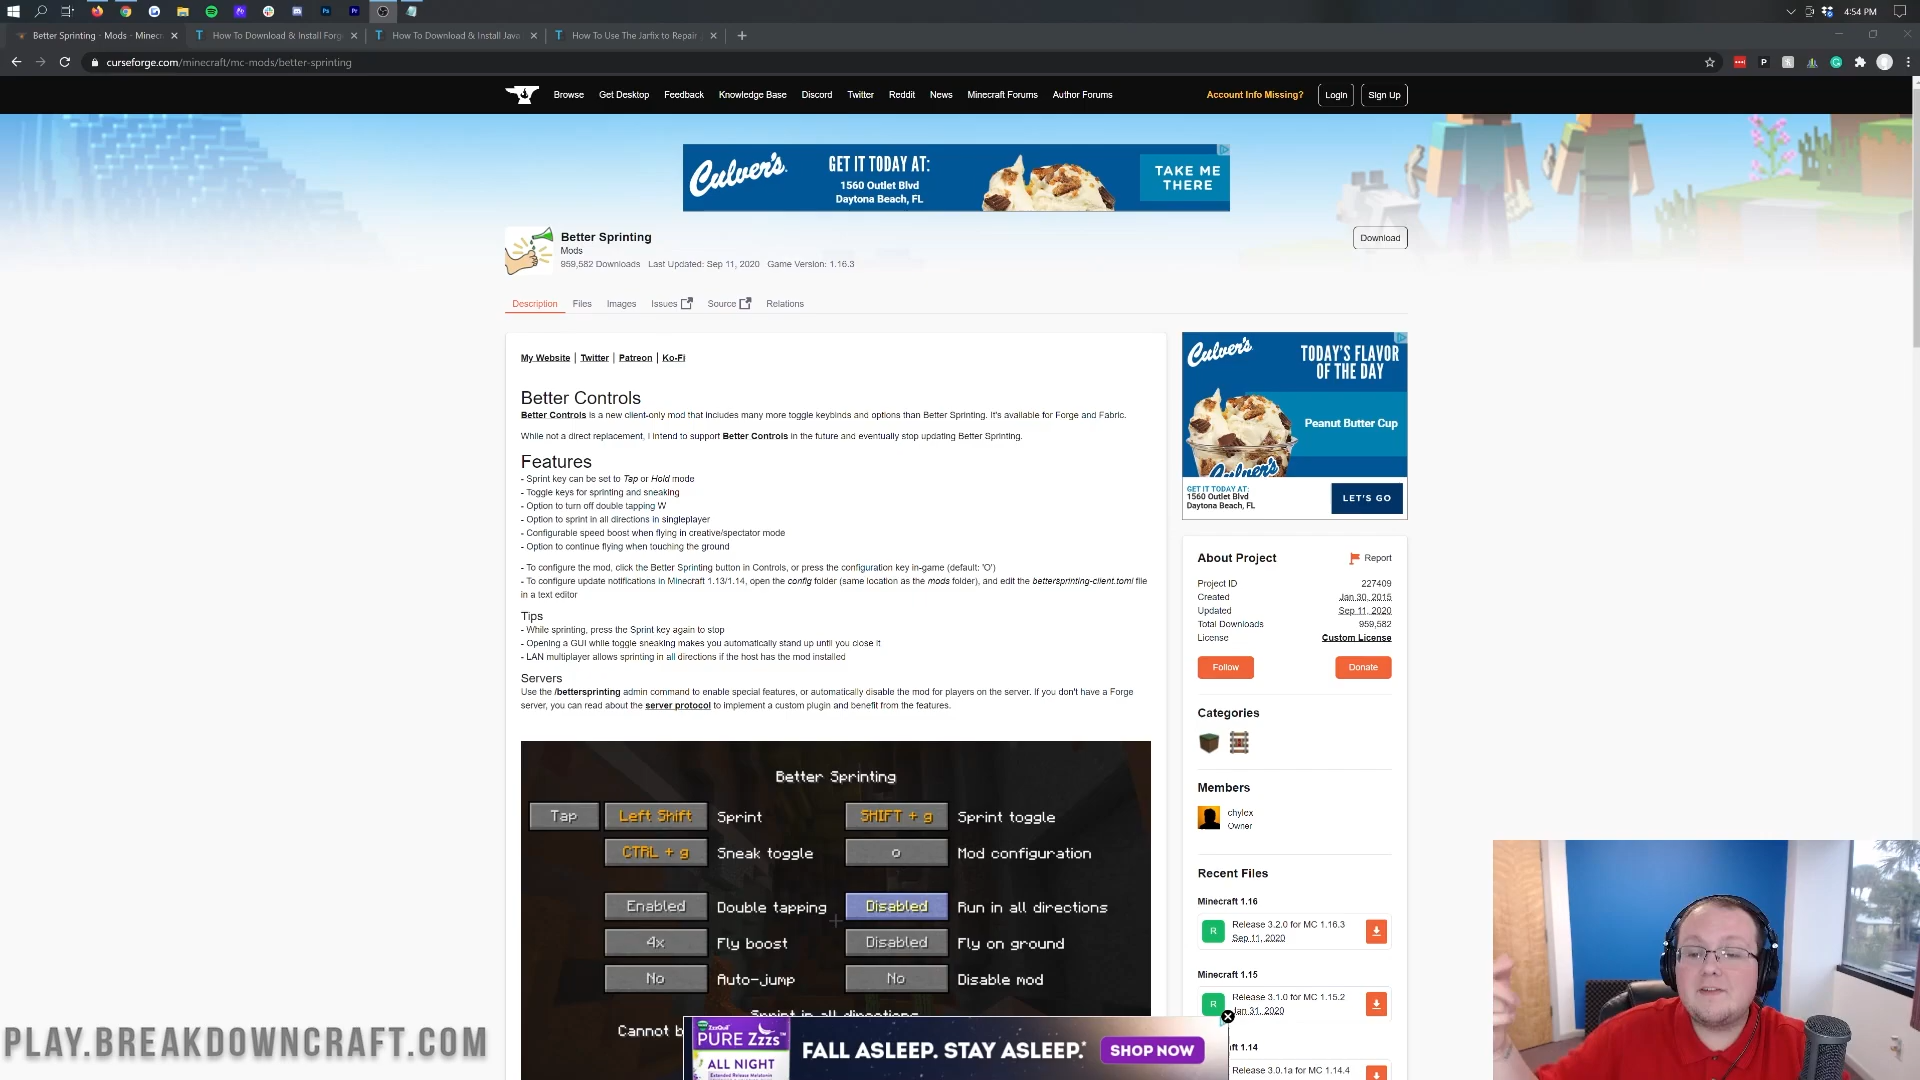 4:54 PM
Better Sprinting - Mods - Minecr
How To Download & Install Forg
How To Download & Install Java
How To Use The Jarfix to Repair
curseforge.com/minecraft/mc-mods/better-sprinting
Browse Get Desktop Feedback Knowledge Base Discord Twitter Reddit News Minecraft Forums Author Forums
Account Info Missing? Login Sign Up
Culver's
GET IT TODAY AT:
1560 Outlet Blvd
Daytona Beach, FL
TAKE ME
THERE
Better Sprinting
Mods
959,582 Downloads Last Updated: Sep 11, 2020 Game Version: 1.16.3
Download
Description Files Images Issues Source Relations
My Website | Twitter | Patreon | Ko-Fi
Better Controls
Better Controls is a new client-only mod that includes many more toggle keybinds and options than Better Sprinting. It's available for Forge and Fabric.
While not a direct replacement, I intend to support Better Controls in the future and eventually stop updating Better Sprinting.
Features
- Sprint key can be set to Tap or Hold mode
- Toggle keys for sprinting and sneaking
- Option to turn off double tapping W
- Option to sprint in all directions in singleplayer
- Configurable speed boost when flying in creative/spectator mode
- Option to continue flying when touching the ground
- To configure the mod, click the Better Sprinting button in Controls, or press the configuration key in-game (default: 'O')
- To configure update notifications in Minecraft 1.13/1.14, open the config folder (same location as the mods folder), and edit the bettersprinting-client.toml file
in a text editor
Tips
- While sprinting, press the Sprint key again to stop
- Opening a GUI while toggle sneaking makes you automatically stand up until you close it
- LAN multiplayer allows sprinting in all directions if the host has the mod installed
Servers
Use the /bettersprinting admin command to enable special features, or automatically disable the mod for players on the server. If you don't have a Forge
server, you can read about the server protocol to implement a custom plugin and benefit from the features.
Better Sprinting
Tap Left Shift Sprint SHIFT + g Sprint toggle
CTRL + g Sneak toggle o Mod configuration
Enabled Double tapping Disabled Run in all directions
4x Fly boost Disabled Fly on ground
No Auto-jump No Disable mod
Sprint in all directions.
Cannot b
Culver's
TODAY'S FLAVOR
OF THE DAY
Peanut Butter Cup
Culver's
GET IT TODAY AT:
1560 Outlet Blvd
Daytona Beach, FL
LET'S GO
About Project
Report
Project ID 227409
Created Jan 30, 2015
Updated Sep 11, 2020
Total Downloads 959,582
License Custom License
Follow Donate
Categories
Members
chylex
Owner
Recent Files
Minecraft 1.16
R Release 3.2.0 for MC 1.16.3
Sep 11, 2020
Minecraft 1.15
R Release 3.1.0 for MC 1.15.2
Jan 31, 2020
ft 1.14
Release 3.0.1a for MC 1.14.4
ZzzQuil
PURE Zzzs
ALL NIGHT
Extended Release Melatonin
FALL ASLEEP. STAY ASLEEP.*
SHOP NOW
PLAY.BREAKDOWNCRAFT.COM